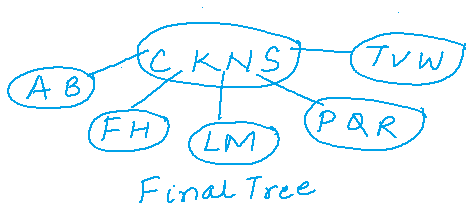 C K N S
T V W
A B
F H
L M
P Q R
Final Tree